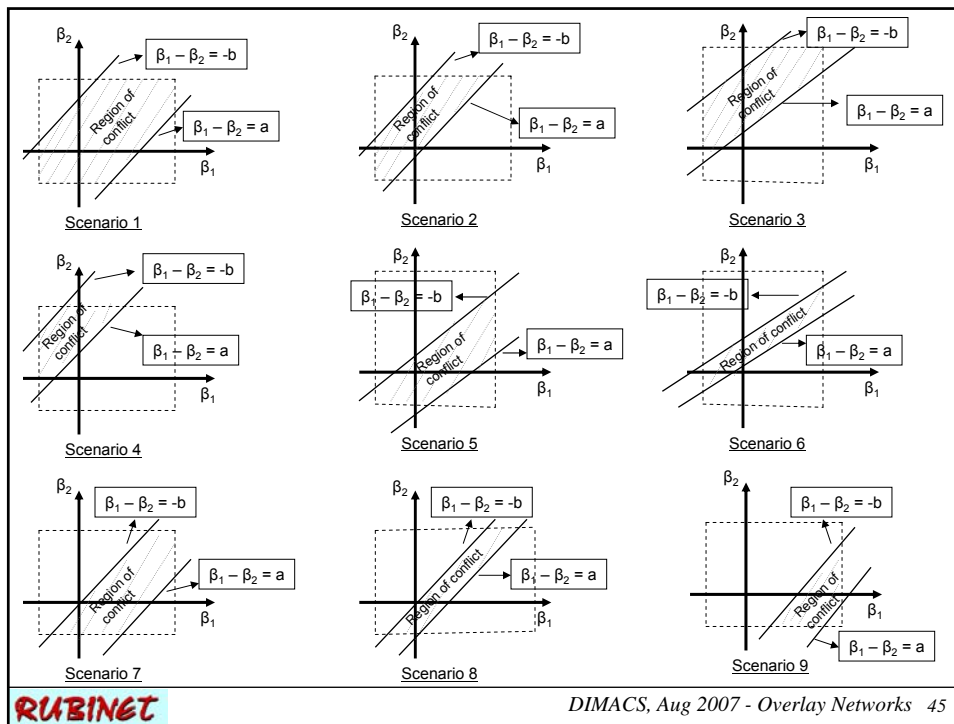 β2
β1 – β2 = -b
Region of
conflict
β1 – β2 = a
β1
Scenario 1
β2
β1 – β2 = -b
Region of
conflict
β1 – β2 = a
β1
Scenario 2
β2
β1 – β2 = -b
Region of
conflict
β1 – β2 = a
β1
Scenario 3
β2
β1 – β2 = -b
Region of
conflict
β1 – β2 = a
β1
Scenario 4
β2
β1 – β2 = -b
Region of
conflict
β1 – β2 = a
β1
Scenario 5
β2
β1 – β2 = -b
Region of conflict
β1 – β2 = a
β1
Scenario 6
β2
β1 – β2 = -b
Region of
conflict
β1 – β2 = a
β1
Scenario 7
β2
β1 – β2 = -b
Region of conflict
β1 – β2 = a
β1
Scenario 8
β2
β1 – β2 = -b
Region of
conflict
β1
β1 – β2 = a
Scenario 9
RUBINET
DIMACS, Aug 2007 - Overlay Networks 45